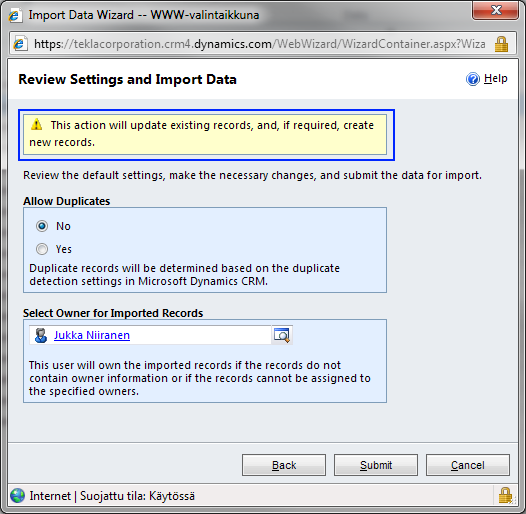 Import Data Wizard -- WWW-valintaikkuna
https://teklacorporation.crm4.dynamics.com/WebWizard/WizardContainer.aspx?Wiza
Review Settings and Import Data
Help
This action will update existing records, and, if required, create
new records.
Review the default settings, make the necessary changes, and submit the data for import.
Allow Duplicates
No
Yes
Duplicate records will be determined based on the duplicate
detection settings in Microsoft Dynamics CRM.
Select Owner for Imported Records
Jukka Niiranen
This user will own the imported records if the records do not
contain owner information or if the records cannot be assigned to
the specified owners.
Back
Submit
Cancel
Internet | Suojattu tila: Käytössä